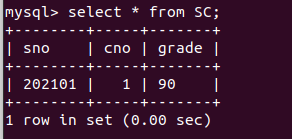 mysql> select * from SC;
+--------+-----+-------+
| sno    | cno | grade |
+--------+-----+-------+
| 202101 |   1 | 90    |
+--------+-----+-------+
1 row in set (0.00 sec)